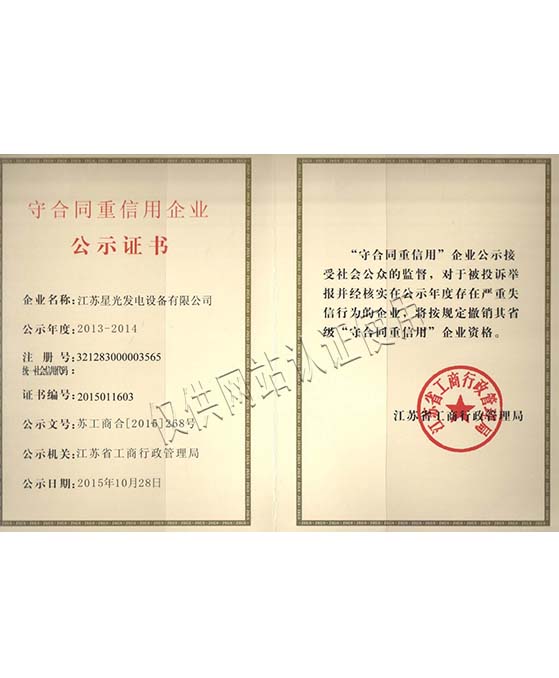 守合同重信用企业
公示证书
企业名称：江苏星光发电设备有限公司
公示年度：2013-2014
注 册 号：321283000003565
统一社会信用代码：
证书编号：2015011603
公示文号：苏工商合[2015]268号
公示机关：江苏省工商行政管理局
公示日期：2015年10月28日
“守合同重信用”企业公示接
受社会公众的监督，对于被投诉举
报并经核实在公示年度存在严重失
信行为的企业，将按规定撤销其省
级“守合同重信用”企业资格。
江苏省工商行政管理局
江苏省工商行政管理局
仅供网站认证使用